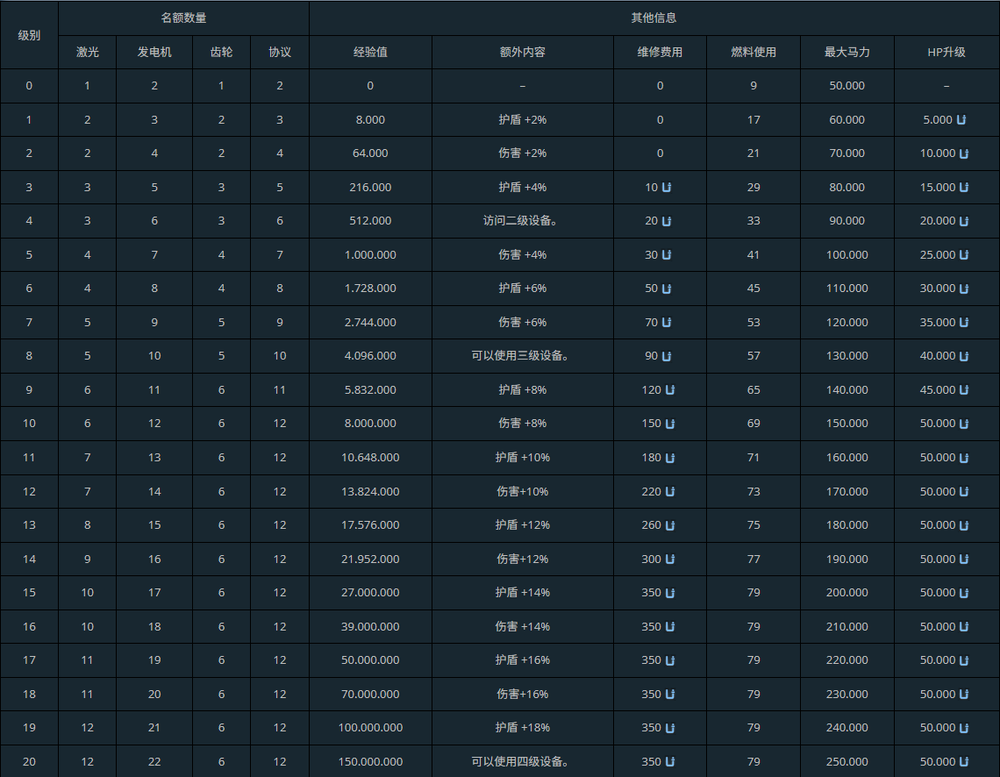 级别 名额数量 其他信息
激光 发电机 齿轮 协议 经验值 额外内容 维修费用 燃料使用 最大马力 HP升级
0 1 2 1 2 0 – 0 9 50.000 –
1 2 3 2 3 8.000 护盾 +2% 0 17 60.000 5.000
2 2 4 2 4 64.000 伤害 +2% 0 21 70.000 10.000
3 3 5 3 5 216.000 护盾 +4% 10 29 80.000 15.000
4 3 6 3 6 512.000 访问二级设备。 20 33 90.000 20.000
5 4 7 4 7 1.000.000 伤害 +4% 30 41 100.000 25.000
6 4 8 4 8 1.728.000 护盾 +6% 50 45 110.000 30.000
7 5 9 5 9 2.744.000 伤害 +6% 70 53 120.000 35.000
8 5 10 5 10 4.096.000 可以使用三级设备。 90 57 130.000 40.000
9 6 11 6 11 5.832.000 护盾 +8% 120 65 140.000 45.000
10 6 12 6 12 8.000.000 伤害 +8% 150 69 150.000 50.000
11 7 13 6 12 10.648.000 护盾 +10% 180 71 160.000 50.000
12 7 14 6 12 13.824.000 伤害+10% 220 73 170.000 50.000
13 8 15 6 12 17.576.000 护盾 +12% 260 75 180.000 50.000
14 9 16 6 12 21.952.000 伤害+12% 300 77 190.000 50.000
15 10 17 6 12 27.000.000 护盾 +14% 350 79 200.000 50.000
16 10 18 6 12 39.000.000 伤害 +14% 350 79 210.000 50.000
17 11 19 6 12 50.000.000 护盾 +16% 350 79 220.000 50.000
18 11 20 6 12 70.000.000 伤害+16% 350 79 230.000 50.000
19 12 21 6 12 100.000.000 护盾 +18% 350 79 240.000 50.000
20 12 22 6 12 150.000.000 可以使用四级设备。 350 79 250.000 50.000